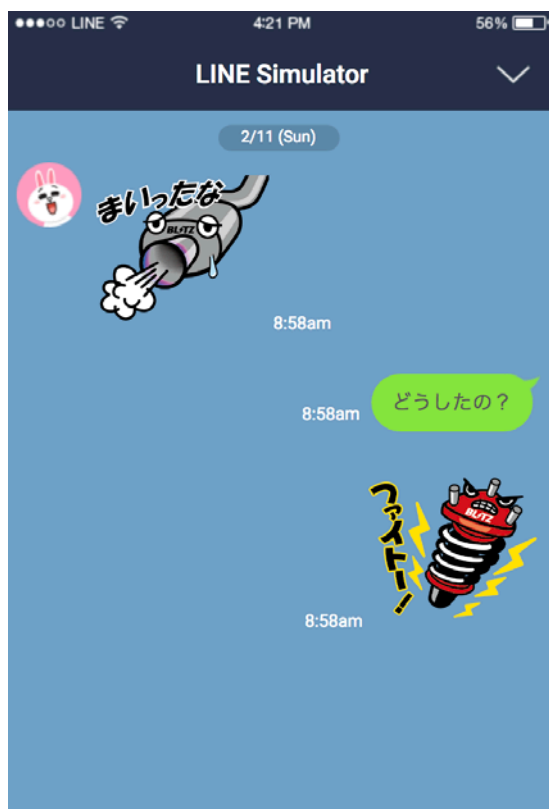 ●●●○○ LINE 4:21 PM 56%
LINE Simulator
2/11 (Sun)
まいったな
BLITZ
8:58am
どうしたの？
8:58am
ファイトー！
BLITZ
8:58am